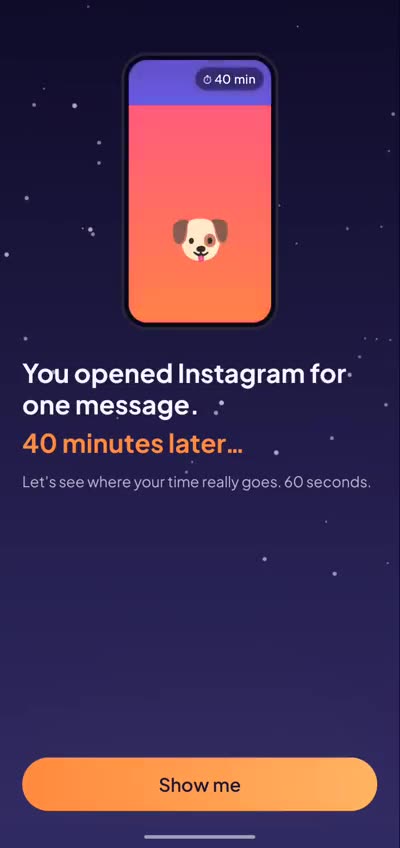 40 min
You opened Instagram for
one message.
40 minutes later…
Let's see where your time really goes. 60 seconds.
Show me